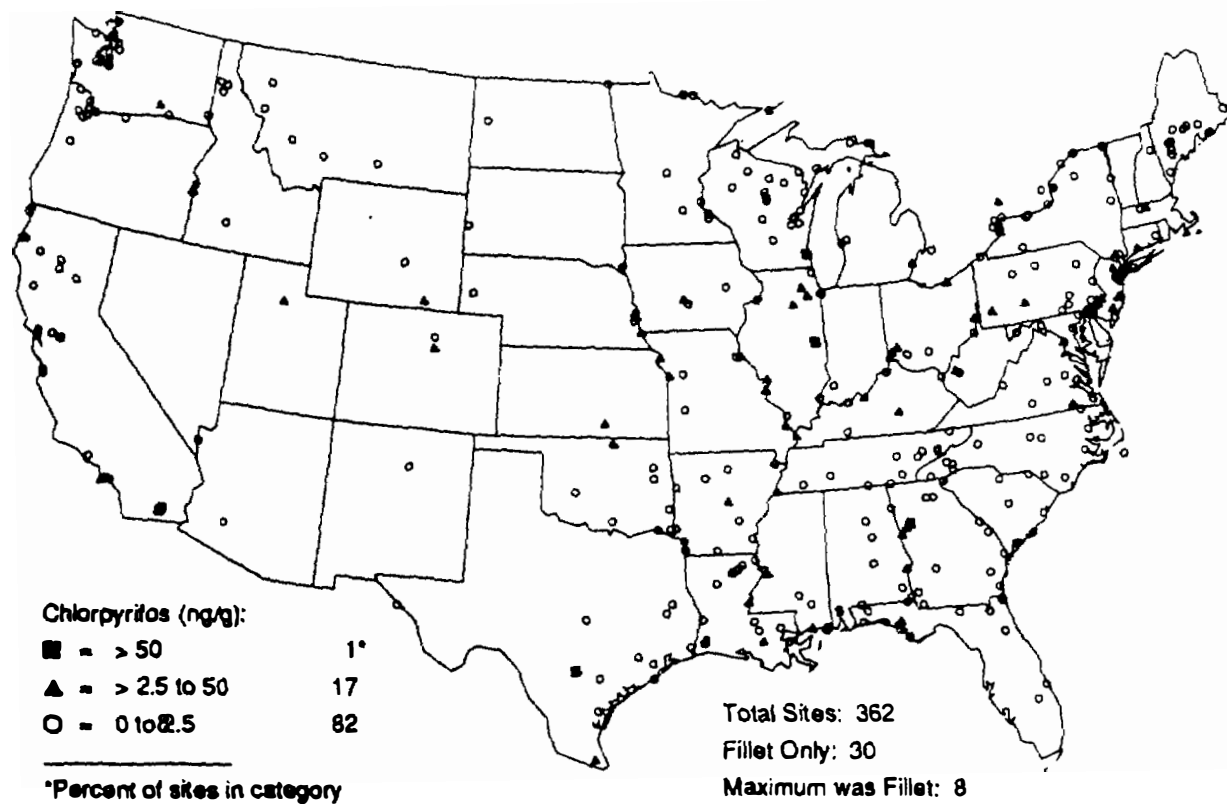 Chlorpyrifos (ng/g):
■ = > 50 1*
▲ = > 2.5 to 50 17
○ = 0 to 2.5 82
*Percent of sites in category
Total Sites: 362
Fillet Only: 30
Maximum was Fillet: 8